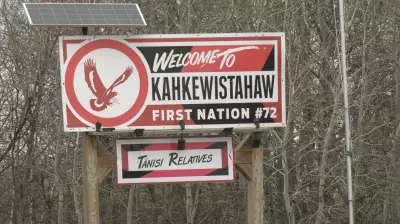 WELCOME TO
KAHKEWISTAHAW
FIRST NATION #72
TANISI RELATIVES